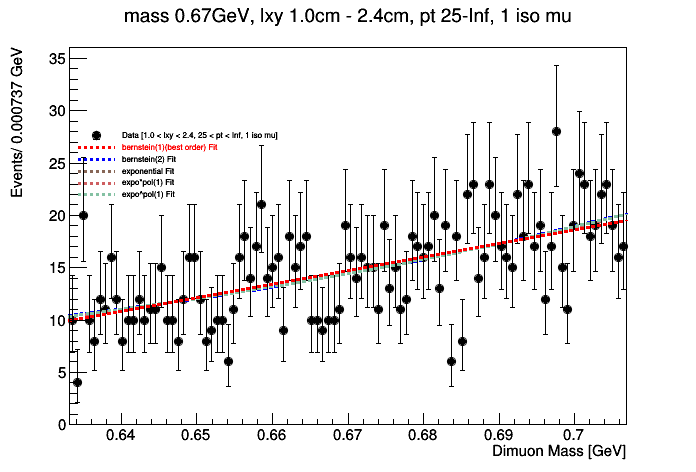 mass 0.67GeV, lxy 1.0cm - 2.4cm, pt 25-Inf, 1 iso mu
Events/ 0.000737 GeV
35
30
25
20
15
10
5
0
Data [1.0 < lxy < 2.4, 25 < pt < Inf, 1 iso mu]
bernstein(1)(best order) Fit
bernstein(2) Fit
exponential Fit
expo*pol(1) Fit
expo^pol(1) Fit
0.64 0.65 0.66 0.67 0.68 0.69 0.7
Dimuon Mass [GeV]